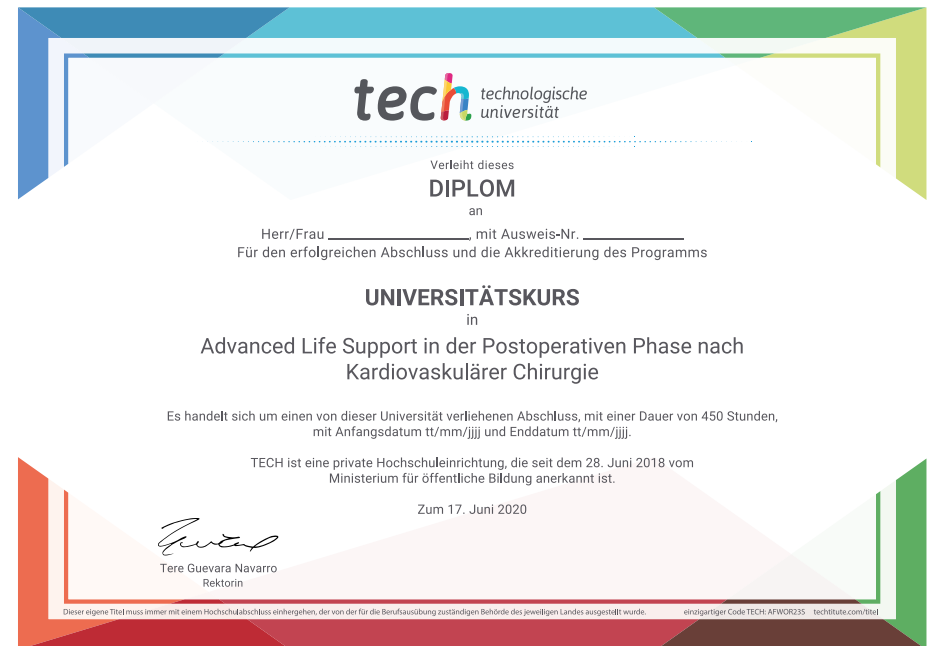 tech technologische
universität
Verleiht dieses
DIPLOM
an
Herr/Frau ____________, mit Ausweis-Nr. ____________
Für den erfolgreichen Abschluss und die Akkreditierung des Programms
UNIVERSITÄTSKURS
in
Advanced Life Support in der Postoperativen Phase nach
Kardiovaskulärer Chirurgie
Es handelt sich um einen von dieser Universität verliehenen Abschluss, mit einer Dauer von 450 Stunden,
mit Anfangsdatum tt/mm/jjjj und Enddatum tt/mm/jjjj.
TECH ist eine private Hochschuleinrichtung, die seit dem 28. Juni 2018 vom
Ministerium für öffentliche Bildung anerkannt ist.
Zum 17. Juni 2020
Tere Guevara Navarro
Rektorin
Dieser eigene Titel muss immer mit einem Hochschulabschluss einhergehen, der von der für die Berufsausübung zuständigen Behörde des jeweiligen Landes ausgestellt wurde. einzigartiger Code TECH: AFWOR235 techtitute.com/titel